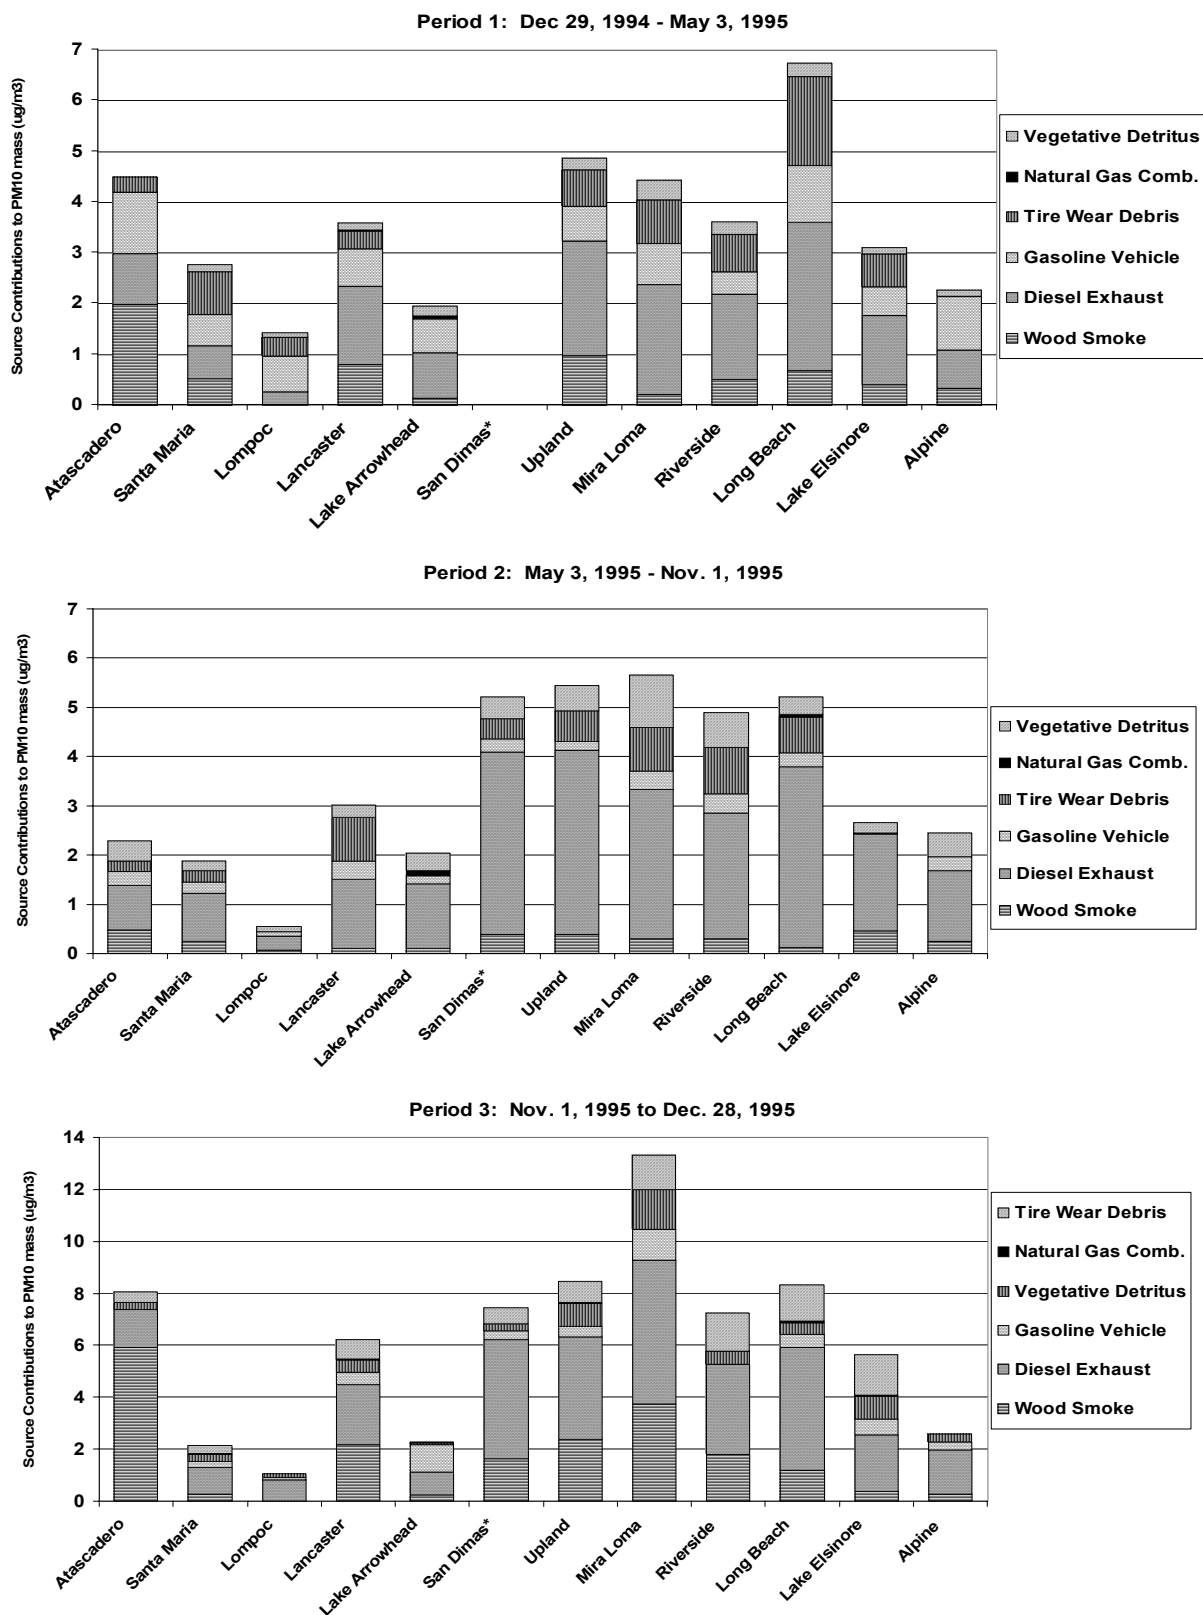 Period 1: Dec 29, 1994 - May 3, 1995
Source Contributions to PM10 mass (ug/m3)
7
6
5
4
3
2
1
0
Atascadero
Santa Maria
Lompoc
Lancaster
Lake Arrowhead
San Dimas*
Upland
Mira Loma
Riverside
Long Beach
Lake Elsinore
Alpine
Vegetative Detritus
Natural Gas Comb.
Tire Wear Debris
Gasoline Vehicle
Diesel Exhaust
Wood Smoke
Period 2: May 3, 1995 - Nov. 1, 1995
Source Contributions to PM10 mass (ug/m3)
7
6
5
4
3
2
1
0
Atascadero
Santa Maria
Lompoc
Lancaster
Lake Arrowhead
San Dimas*
Upland
Mira Loma
Riverside
Long Beach
Lake Elsinore
Alpine
Vegetative Detritus
Natural Gas Comb.
Tire Wear Debris
Gasoline Vehicle
Diesel Exhaust
Wood Smoke
Period 3: Nov. 1, 1995 to Dec. 28, 1995
Source Contributions to PM10 mass (ug/m3)
14
12
10
8
6
4
2
0
Atascadero
Santa Maria
Lompoc
Lancaster
Lake Arrowhead
San Dimas*
Upland
Mira Loma
Riverside
Long Beach
Lake Elsinore
Alpine
Tire Wear Debris
Natural Gas Comb.
Vegetative Detritus
Gasoline Vehicle
Diesel Exhaust
Wood Smoke